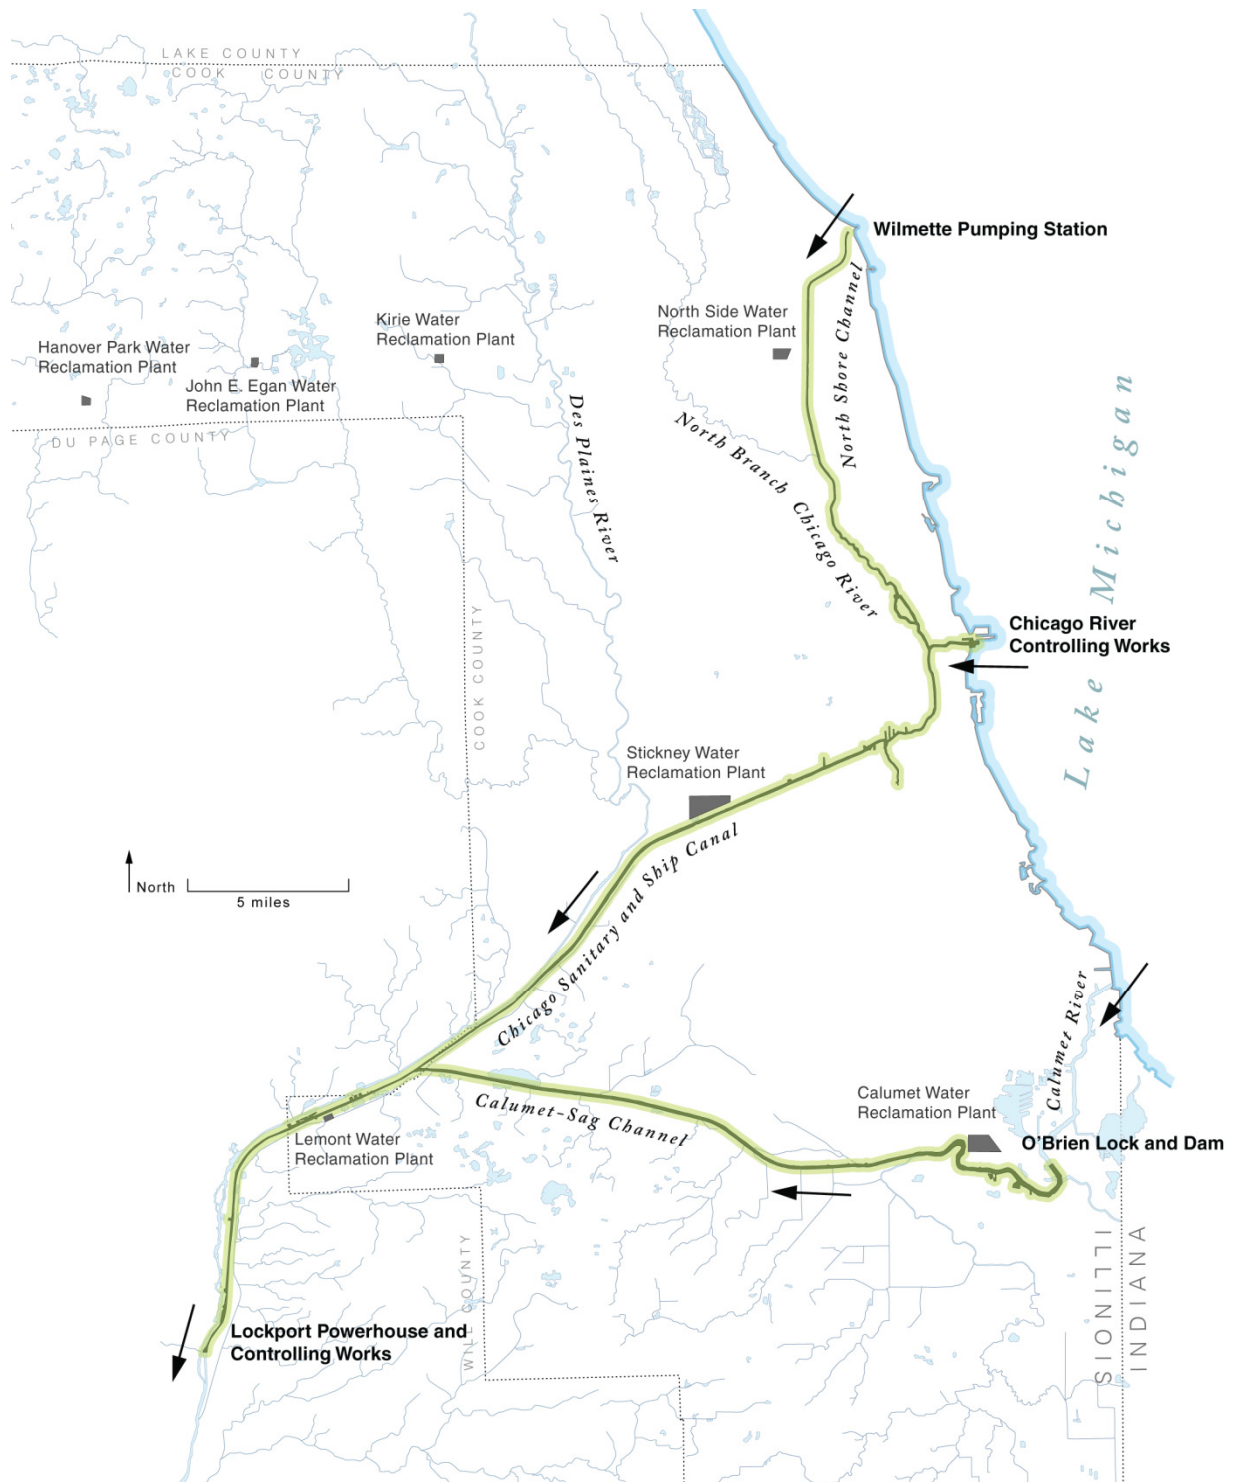 LAKE COUNTY
COOK COUNTY
Wilmette Pumping Station
North Side Water
Reclamation Plant
Kirie Water
Reclamation Plant
Hanover Park Water
Reclamation Plant
John E. Egan Water
Reclamation Plant
DU PAGE COUNTY
North Shore Channel
Des Plaines River
North Branch Chicago River
Lake Michigan
Chicago River
Controlling Works
COOK COUNTY
Stickney Water
Reclamation Plant
North
5 miles
Chicago Sanitary and Ship Canal
Calumet River
Calumet Water
Reclamation Plant
O'Brien Lock and Dam
Calumet-Sag Channel
Lemont Water
Reclamation Plant
WILL COUNTY
ILLINOIS
INDIANA
Lockport Powerhouse and
Controlling Works